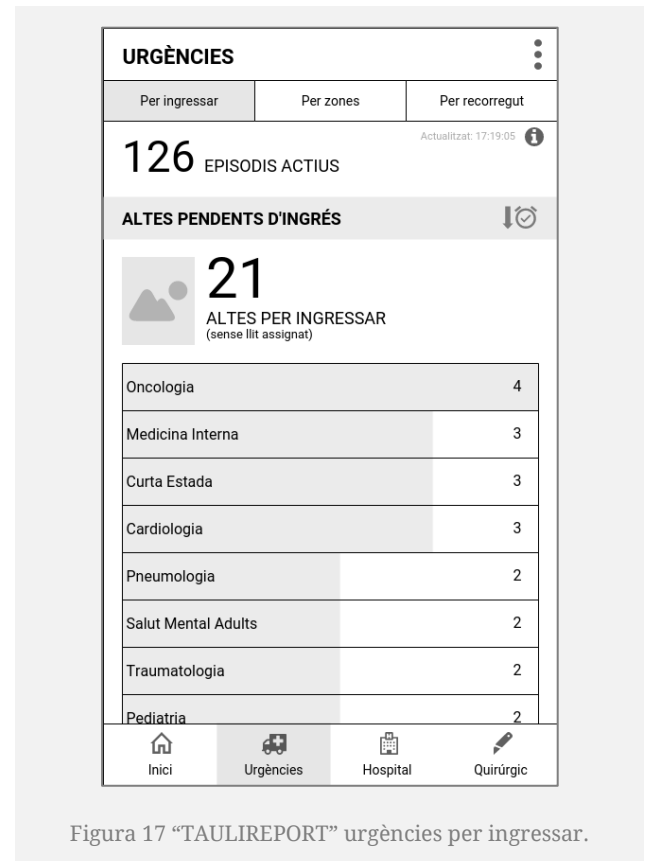 URGÈNCIES
Per ingressar Per zones Per recorregut
Actualitzat: 17:19:05
126 EPISODIS ACTIUS
ALTES PENDENTS D'INGRÉS
21
ALTES PER INGRESSAR
(sense llit assignat)
Oncologia 4
Medicina Interna 3
Curta Estada 3
Cardiologia 3
Pneumologia 2
Salut Mental Adults 2
Traumatologia 2
Pediatria 2
Inici Urgències Hospital Quirúrgic
Figura 17 “TAULIREPORT” urgències per ingressar.